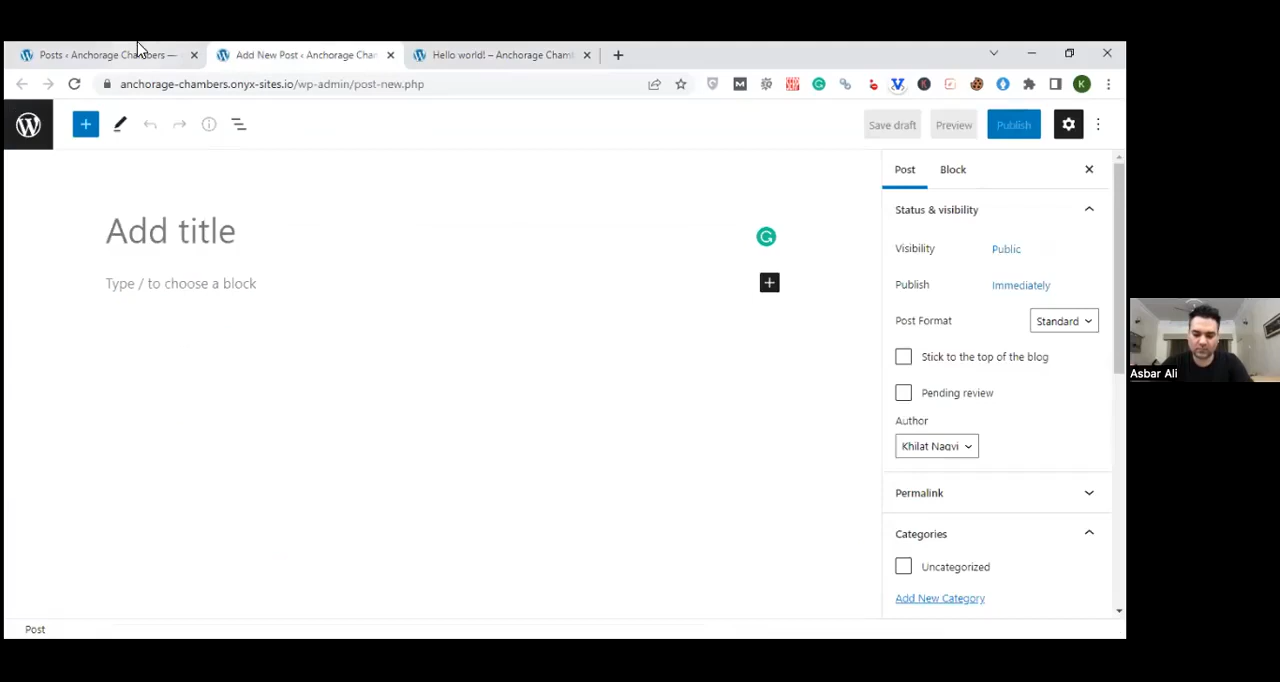 Posts ‹ Anchorage Chambers —
Add New Post ‹ Anchorage Chan
Hello world! – Anchorage Cham
anchorage-chambers.onyx-sites.io/wp-admin/post-new.php
K
Save draft
Preview
Publish
Post
Block
Add title
Type / to choose a block
Status & visibility
Visibility
Public
Publish
Immediately
Post Format
Standard
Stick to the top of the blog
Pending review
Author
Khilat Naqvi
Permalink
Categories
Uncategorized
Add New Category
Post
Asbar Ali